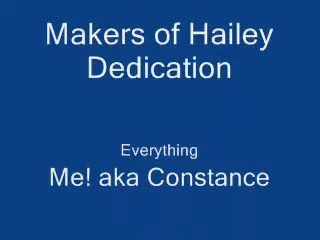 Makers of Hailey
Dedication
Everything
Me! aka Constance